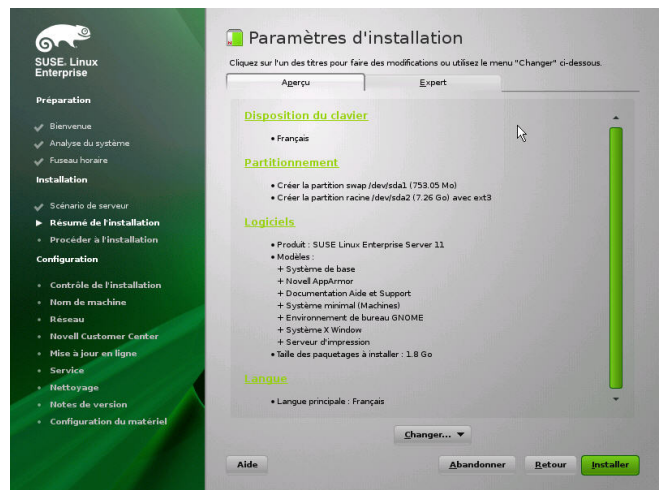 SUSE. Linux
Enterprise
Préparation
Bienvenue
Analyse du système
Fuseau horaire
Installation
Scénario de serveur
Résumé de l'installation
Procéder à l'installation
Configuration
Contrôle de l'installation
Nom de machine
Réseau
Novell Customer Center
Mise à jour en ligne
Service
Nettoyage
Notes de version
Configuration du matériel
Paramètres d'installation
Cliquez sur l'un des titres pour faire des modifications ou utilisez le menu "Changer" ci-dessous.
Aperçu
Expert
Disposition du clavier
• Français
Partitionnement
• Créer la partition swap /dev/sda1 (753.05 Mo)
• Créer la partition racine /dev/sda2 (7.26 Go) avec ext3
Logiciels
• Produit : SUSE Linux Enterprise Server 11
• Modèles :
+ Système de base
+ Novell AppArmor
+ Documentation Aide et Support
+ Système minimal (Machines)
+ Environnement de bureau GNOME
+ Système X Window
+ Serveur d'impression
• Taille des paquetages à installer : 1.8 Go
Langue
• Langue principale : Français
Changer...
Aide
Abandonner
Retour
Installer